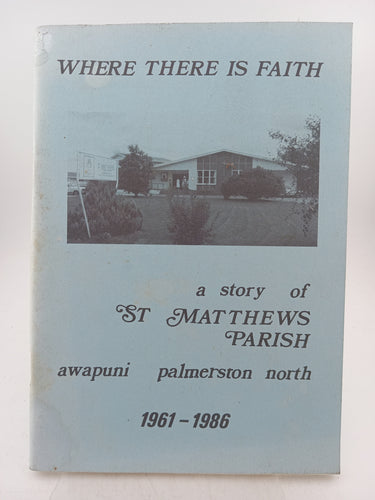 WHERE THERE IS FAITH
a story of
ST MATTHEWS
PARISH
awapuni palmerston north
1961-1986